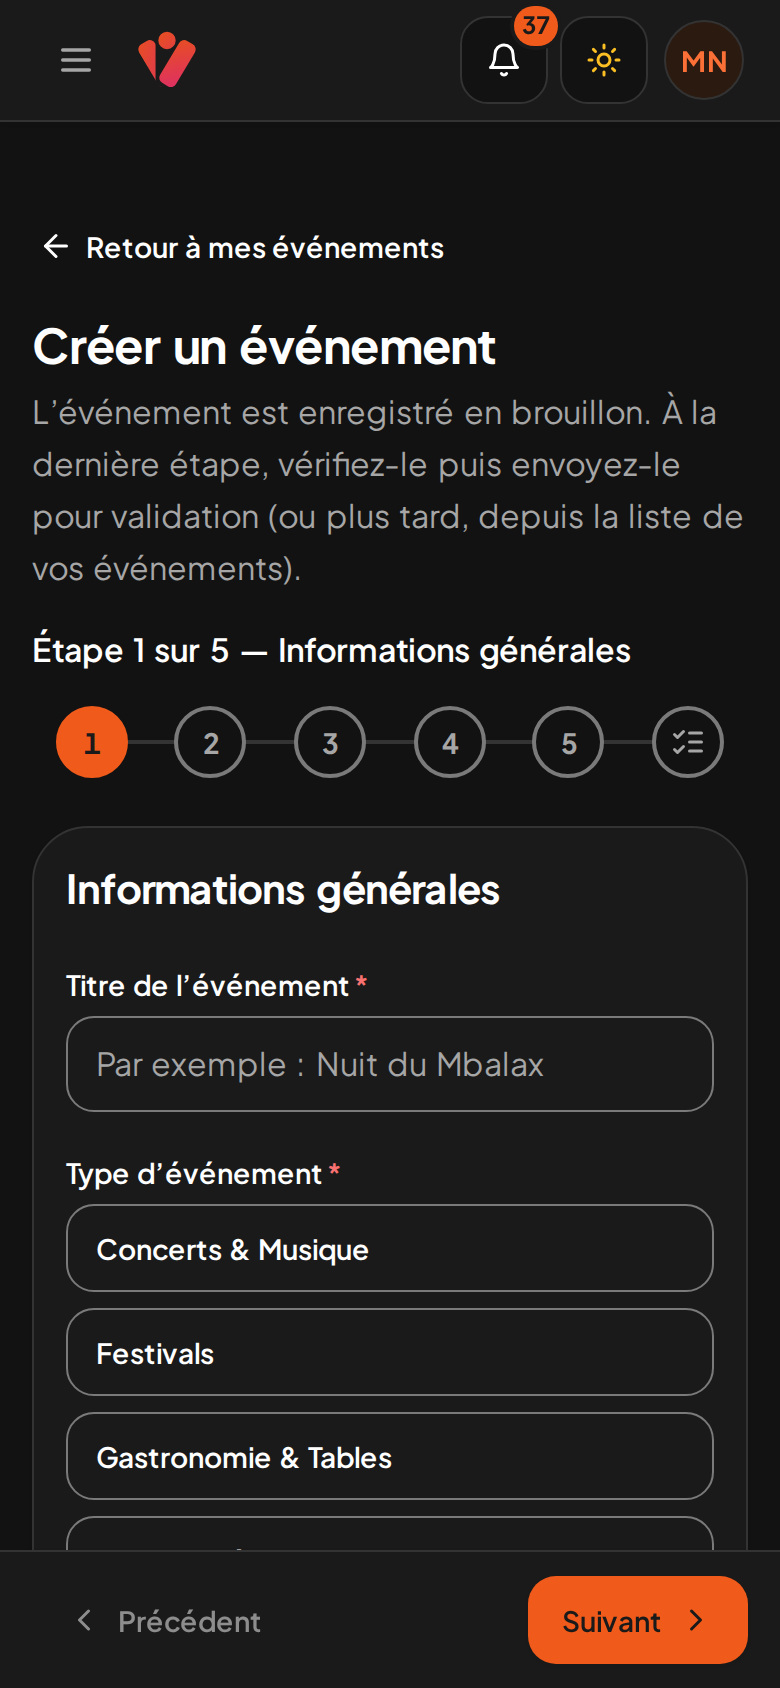 37
MN
Retour à mes événements
Créer un événement
L’événement est enregistré en brouillon. À la
dernière étape, vérifiez-le puis envoyez-le
pour validation (ou plus tard, depuis la liste de
vos événements).
Étape 1 sur 5 — Informations générales
1 2 3 4 5
Informations générales
Titre de l’événement *
Par exemple : Nuit du Mbalax
Type d’événement *
Concerts & Musique
Festivals
Gastronomie & Tables
Précédent
Suivant